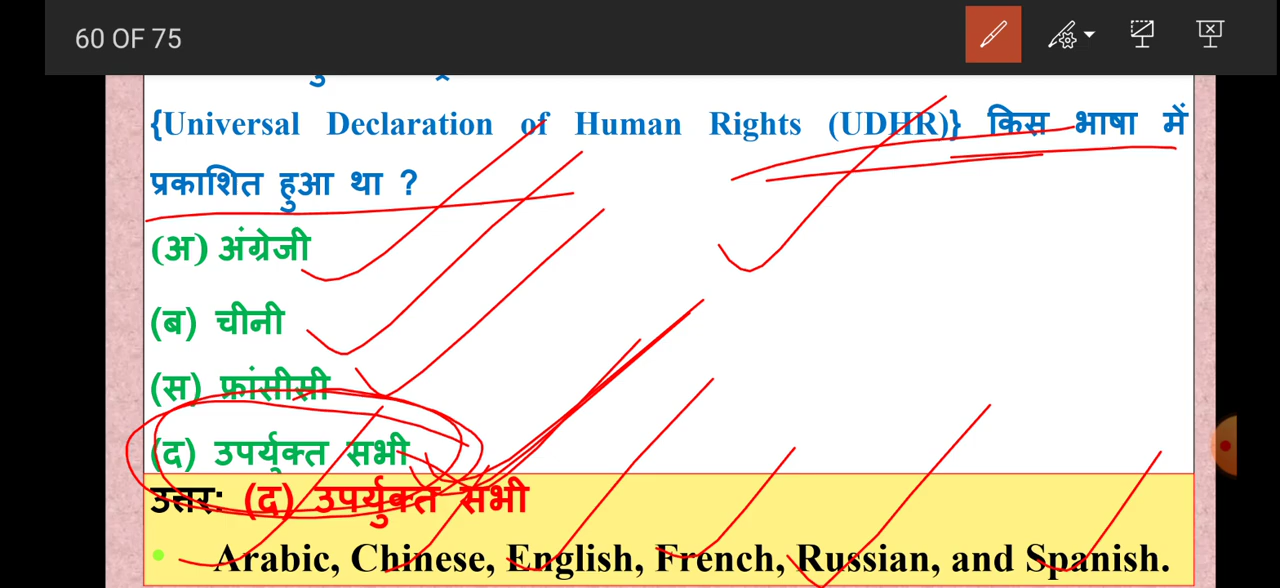 60 OF 75
{Universal Declaration of Human Rights (UDHR)} किस भाषा में
प्रकाशित हुआ था ?
(अ) अंग्रेजी
(ब) चीनी
(स) फ्रांसीसी
(द) उपर्युक्त सभी
उत्तर: (द) उपर्युक्त सभी
Arabic, Chinese, English, French, Russian, and Spanish.